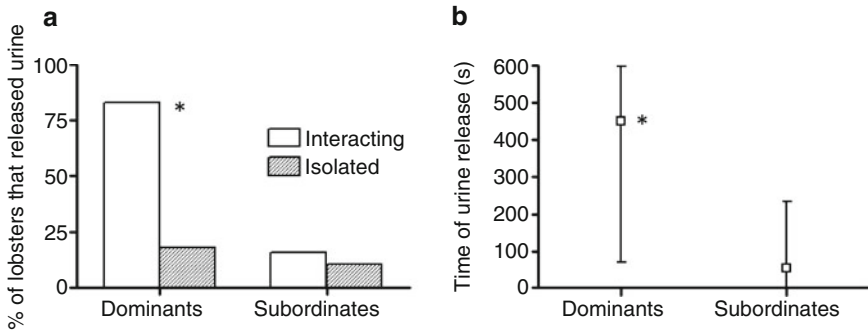 a
% of lobsters that released urine
100
75
50
25
0
*
Interacting
Isolated
Dominants
Subordinates
b
Time of urine release (s)
600
500
400
300
200
100
0
*
Dominants
Subordinates